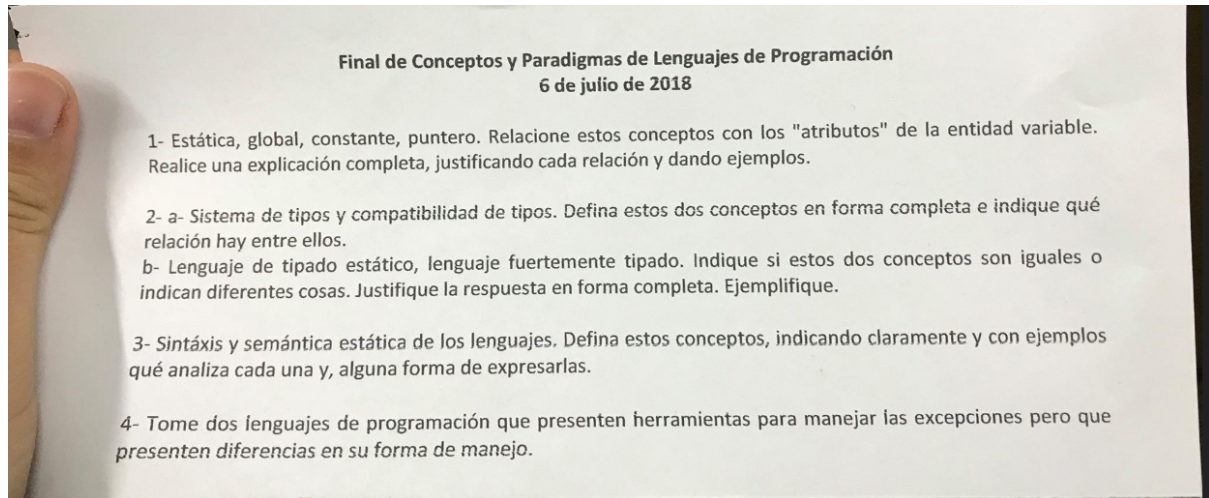 Final de Conceptos y Paradigmas de Lenguajes de Programación
6 de julio de 2018
1- Estática, global, constante, puntero. Relacione estos conceptos con los "atributos" de la entidad variable.
Realice una explicación completa, justificando cada relación y dando ejemplos.
2- a- Sistema de tipos y compatibilidad de tipos. Defina estos dos conceptos en forma completa e indique qué
relación hay entre ellos.
b- Lenguaje de tipado estático, lenguaje fuertemente tipado. Indique si estos dos conceptos son iguales o
indican diferentes cosas. Justifique la respuesta en forma completa. Ejemplifique.
3- Sintáxis y semántica estática de los lenguajes. Defina estos conceptos, indicando claramente y con ejemplos
qué analiza cada una y, alguna forma de expresarlas.
4- Tome dos lenguajes de programación que presenten herramientas para manejar las excepciones pero que
presenten diferencias en su forma de manejo.